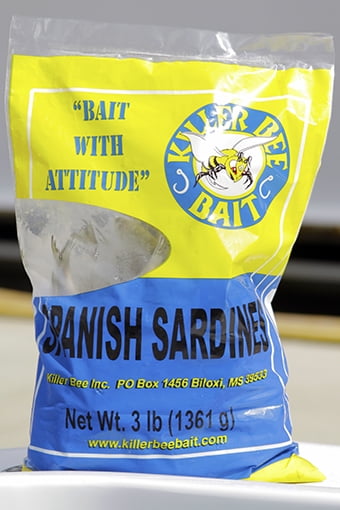 "BAIT
WITH
ATTITUDE"
KILLER BEE
BAIT
SPANISH SARDINES
Killer Bee Inc. PO Box 1456 Biloxi, MS 39533
Net Wt. 3 lb (1361 g)
www.killerbeebait.com